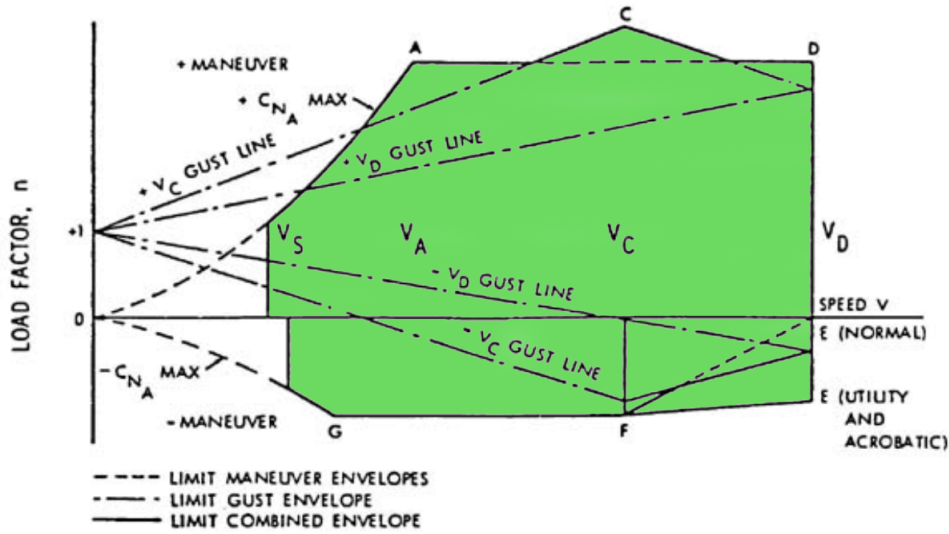 C
A
D
+ MANEUVER
+ C_NA MAX
+ V_C GUST LINE
+ V_D GUST LINE
LOAD FACTOR, n
+1
V_S
V_A
V_C
V_D
- V_D GUST LINE
SPEED V
0
E (NORMAL)
- V_C GUST LINE
- C_NA MAX
E (UTILITY
AND
ACROBATIC)
- MANEUVER
G
F
LIMIT MANEUVER ENVELOPES
LIMIT GUST ENVELOPE
LIMIT COMBINED ENVELOPE